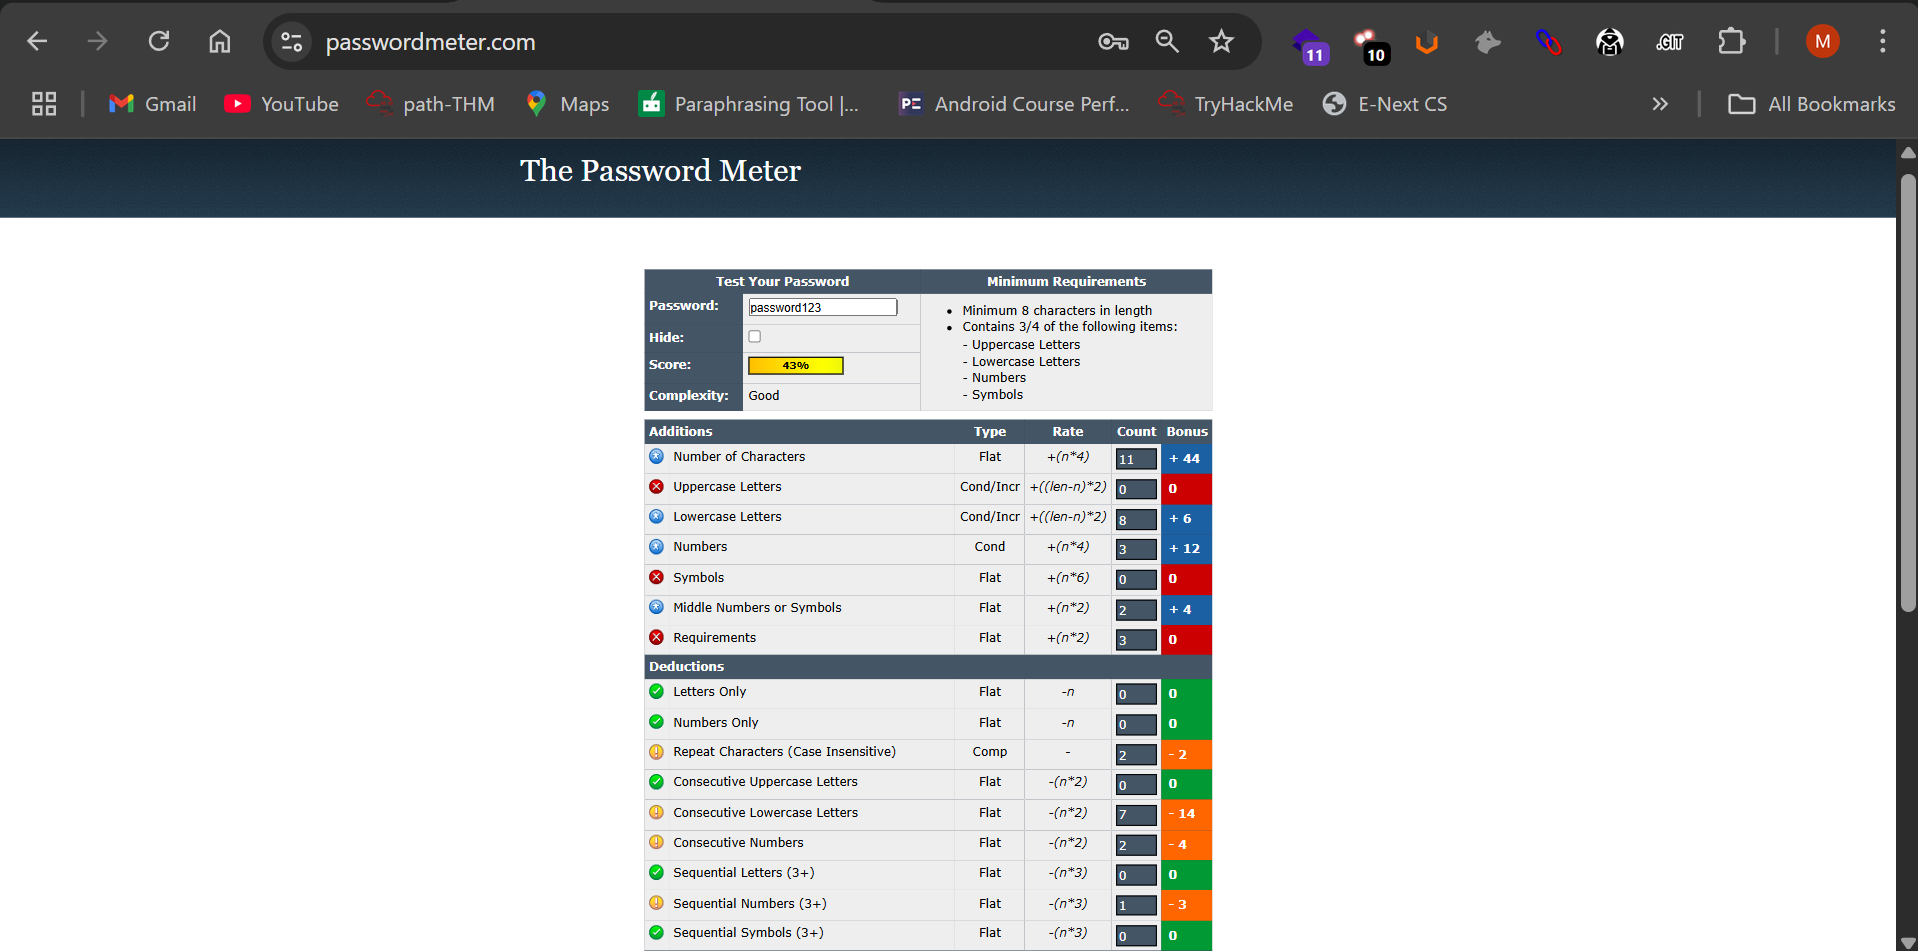 passwordmeter.com
11
10
.GIT
M
Gmail
YouTube
path-THM
Maps
Paraphrasing Tool |...
PE
Android Course Perf...
TryHackMe
E-Next CS
All Bookmarks
The Password Meter
Test Your Password
Minimum Requirements
Password: password123
Hide:
Score: 43%
Complexity: Good
• Minimum 8 characters in length
• Contains 3/4 of the following items:
- Uppercase Letters
- Lowercase Letters
- Numbers
- Symbols
Additions Type Rate Count Bonus
Number of Characters Flat +(n*4) 11 + 44
Uppercase Letters Cond/Incr +((len-n)*2) 0 0
Lowercase Letters Cond/Incr +((len-n)*2) 8 + 6
Numbers Cond +(n*4) 3 + 12
Symbols Flat +(n*6) 0 0
Middle Numbers or Symbols Flat +(n*2) 2 + 4
Requirements Flat +(n*2) 3 0
Deductions
Letters Only Flat -n 0 0
Numbers Only Flat -n 0 0
Repeat Characters (Case Insensitive) Comp - 2 - 2
Consecutive Uppercase Letters Flat -(n*2) 0 0
Consecutive Lowercase Letters Flat -(n*2) 7 - 14
Consecutive Numbers Flat -(n*2) 2 - 4
Sequential Letters (3+) Flat -(n*3) 0 0
Sequential Numbers (3+) Flat -(n*3) 1 - 3
Sequential Symbols (3+) Flat -(n*3) 0 0